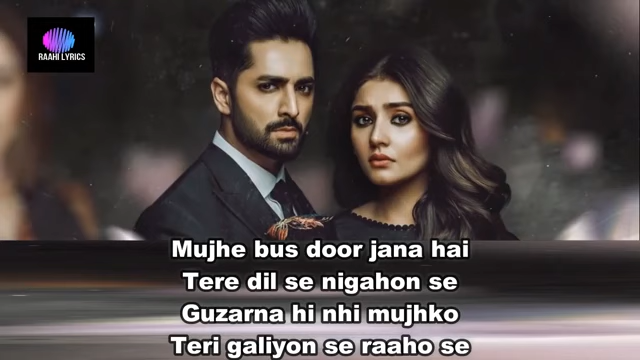 RAAHI LYRICS
Mujhe bus door jana hai
Tere dil se nigahon se
Guzarna hi nhi mujhko
Teri galiyon se raaho se